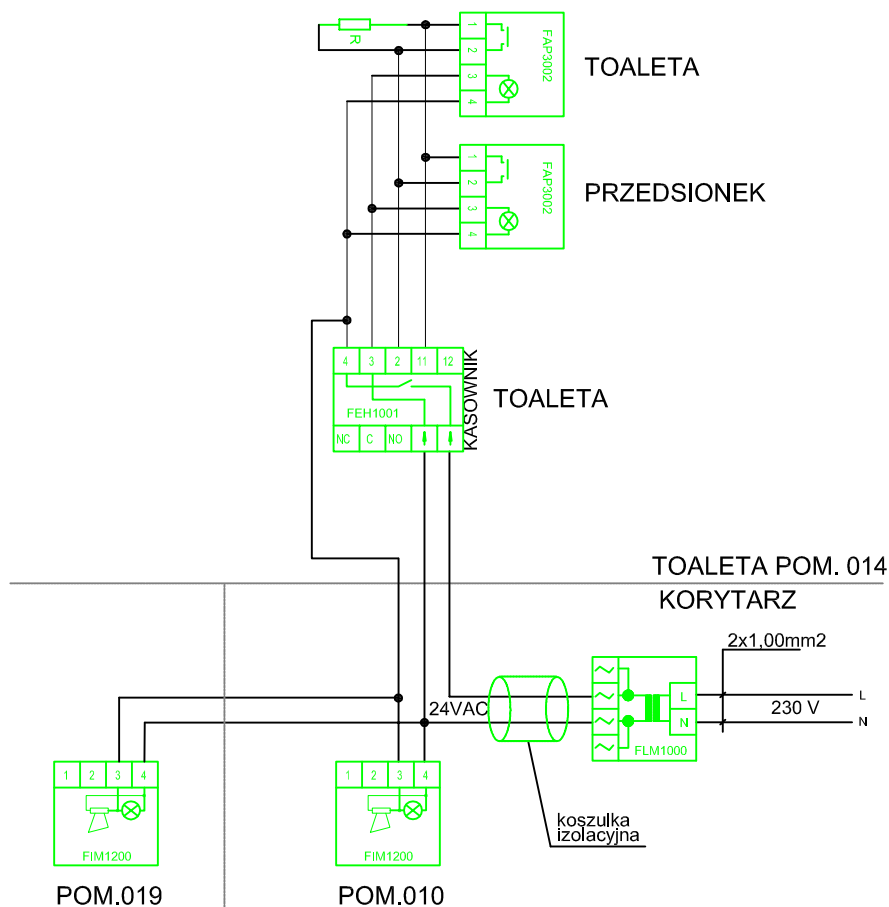 1
2
3
4
R
FAP3002
TOALETA
1
2
3
4
FAP3002
PRZEDSIONEK
4 3 2 11 12
FEH1001
NC C NO
KASOWNIK
TOALETA
TOALETA POM. 014
KORYTARZ
2x1,00mm2
L
N
230 V
L
N
FLM1000
24VAC
koszulka
izolacyjna
1 2 3 4
FIM1200
POM.019
1 2 3 4
FIM1200
POM.010